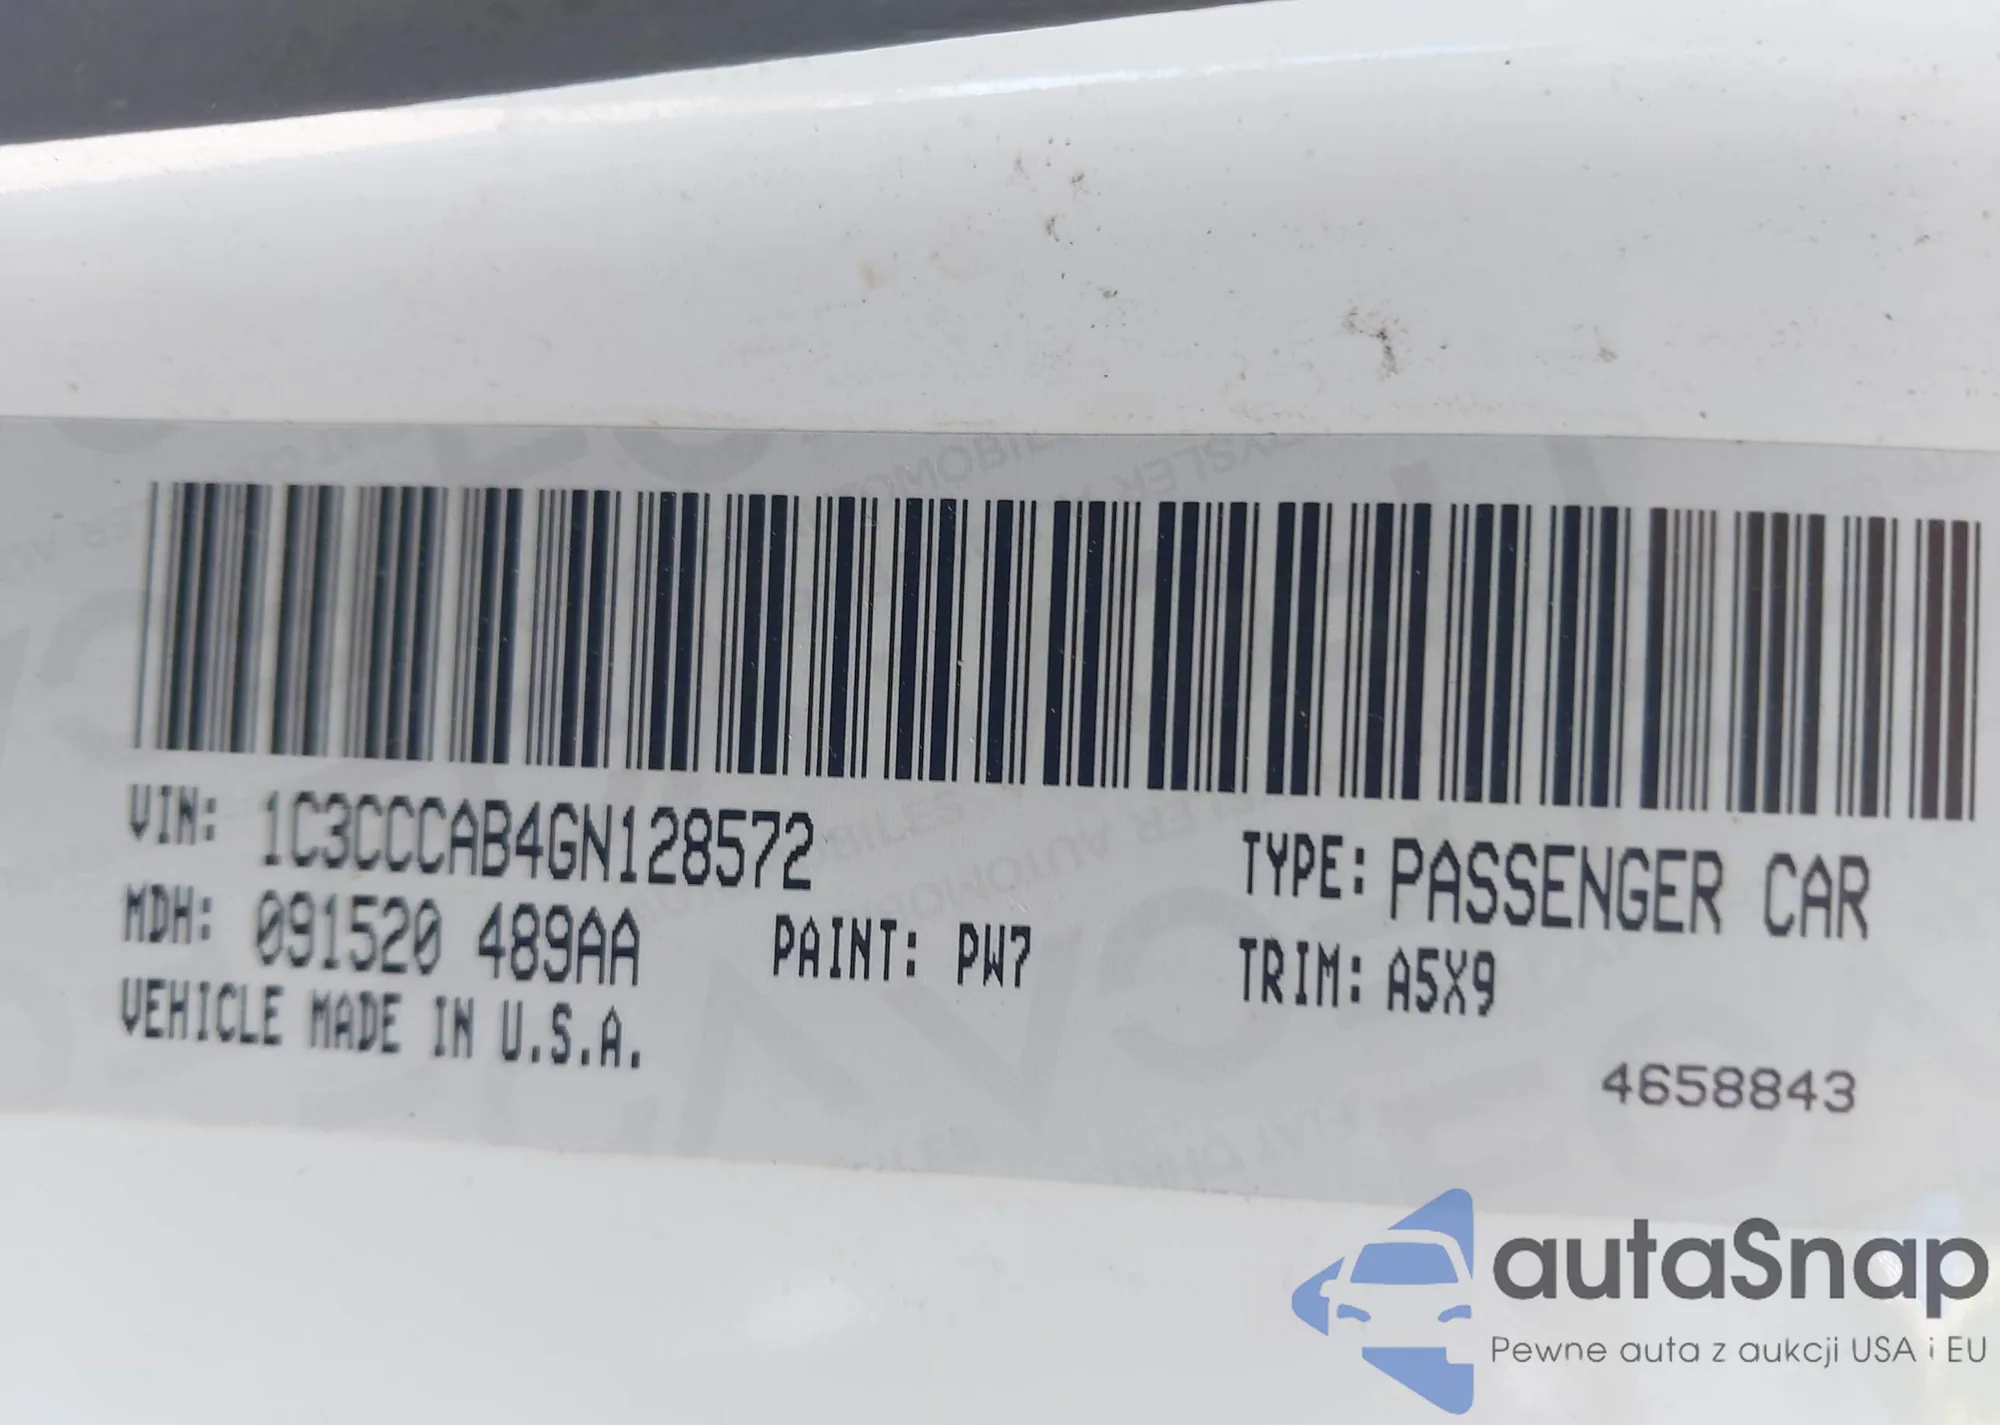 VIN: 1C3CCCAB4GN128572
TYPE: PASSENGER CAR
MDH: 091520 489AA
PAINT: PW7
TRIM: A5X9
VEHICLE MADE IN U.S.A.
4658843
autaSnap
Pewne auta z aukcji USA i EU